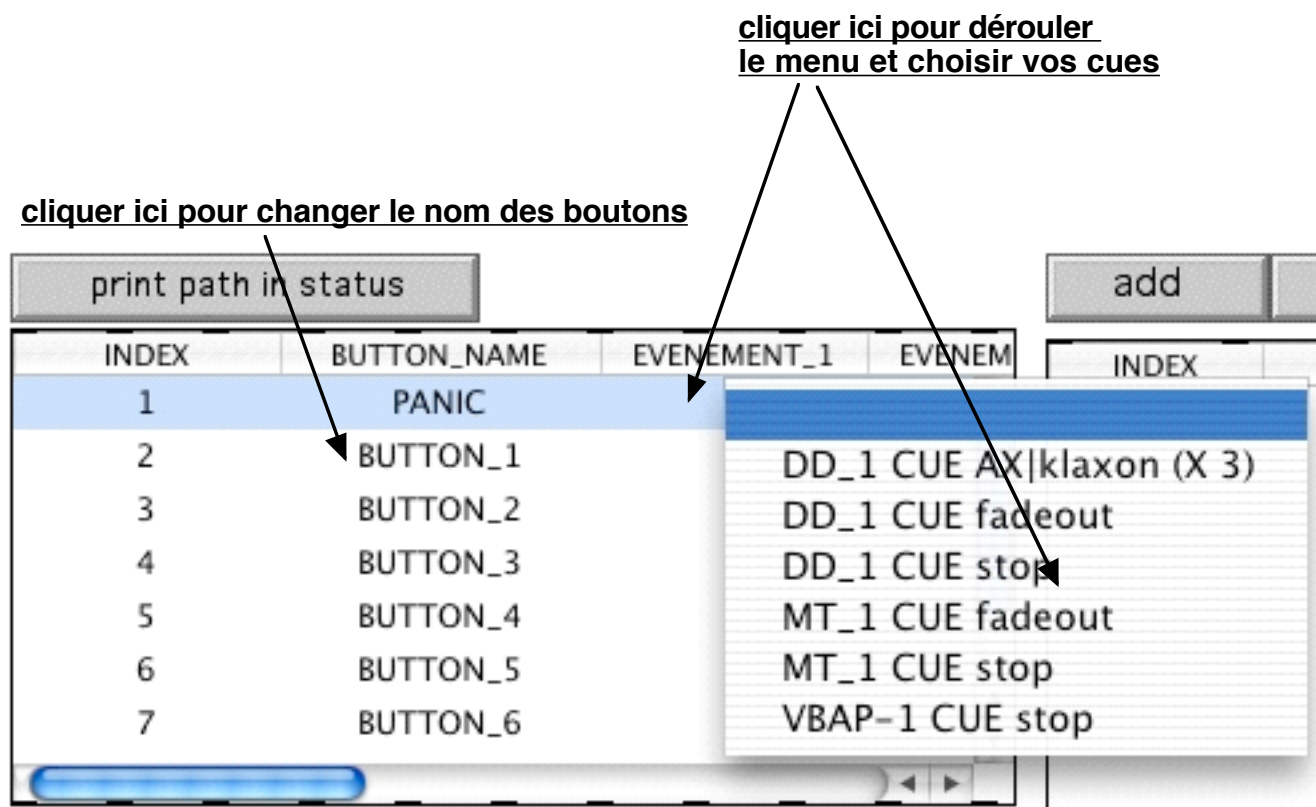 cliquer ici pour dérouler
le menu et choisir vos cues
cliquer ici pour changer le nom des boutons
print path in status
add
INDEX BUTTON_NAME EVENEMENT_1 EVENEM
INDEX
1 PANIC
2 BUTTON_1
3 BUTTON_2
4 BUTTON_3
5 BUTTON_4
6 BUTTON_5
7 BUTTON_6
DD_1 CUE AX|klaxon (X 3)
DD_1 CUE fadeout
DD_1 CUE stop
MT_1 CUE fadeout
MT_1 CUE stop
VBAP-1 CUE stop